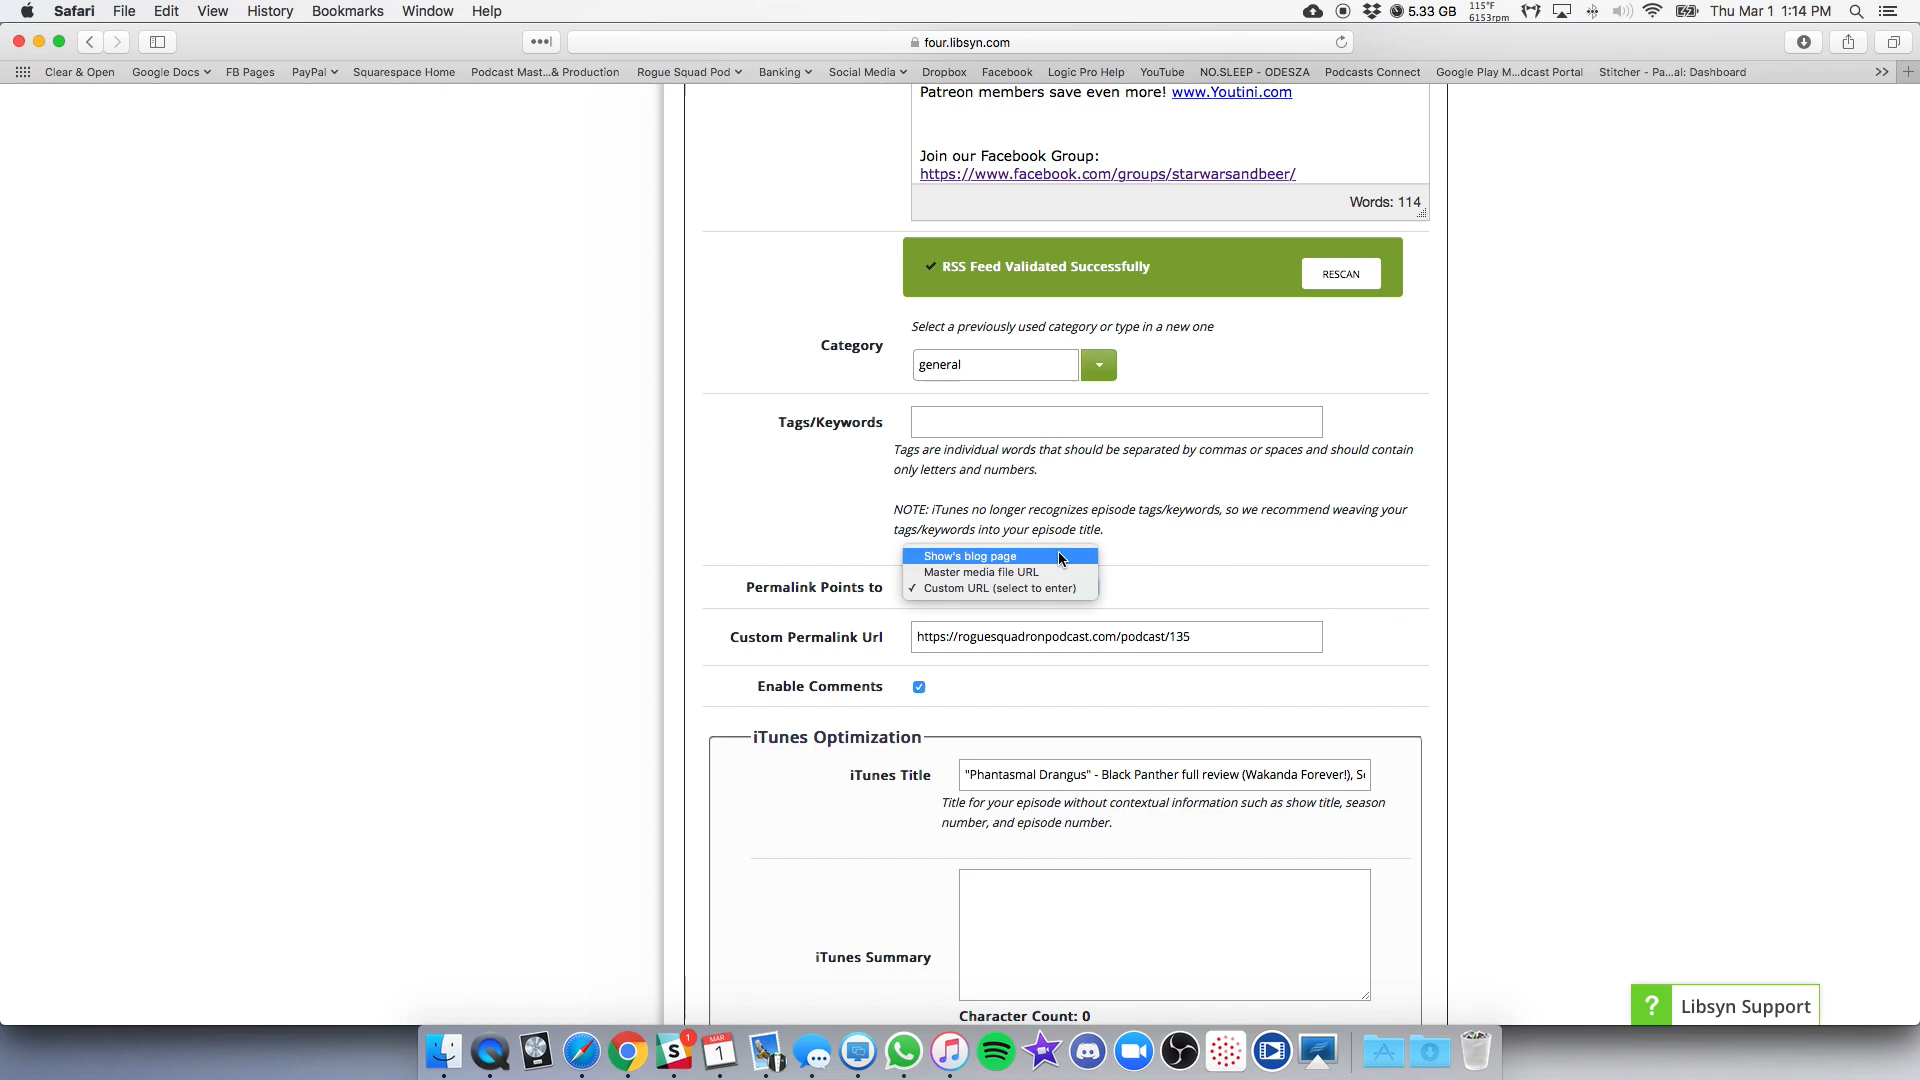 Safari File Edit View History Bookmarks Window Help 5.33 GB 115°F 6153rpm Thu Mar 1 1:14 PM
four.libsyn.com
Clear & Open Google Docs FB Pages PayPal Squarespace Home Podcast Mast...& Production Rogue Squad Pod Banking Social Media Dropbox Facebook Logic Pro Help YouTube NO.SLEEP - ODESZA Podcasts Connect Google Play M...dcast Portal Stitcher - Pa...al: Dashboard
Patreon members save even more! www.Youtini.com
Join our Facebook Group:
https://www.facebook.com/groups/starwarsandbeer/
Words: 114
RSS Feed Validated Successfully
RESCAN
Select a previously used category or type in a new one
Category
general
Tags/Keywords
Tags are individual words that should be separated by commas or spaces and should contain
only letters and numbers.
NOTE: iTunes no longer recognizes episode tags/keywords, so we recommend weaving your
tags/keywords into your episode title.
Show's blog page
Master media file URL
Permalink Points to ✓ Custom URL (select to enter)
Custom Permalink Url https://roguesquadronpodcast.com/podcast/135
Enable Comments
iTunes Optimization
iTunes Title "Phantasmal Drangus" - Black Panther full review (Wakanda Forever!), S
Title for your episode without contextual information such as show title, season
number, and episode number.
iTunes Summary
Character Count: 0
? Libsyn Support
1
MAR
1